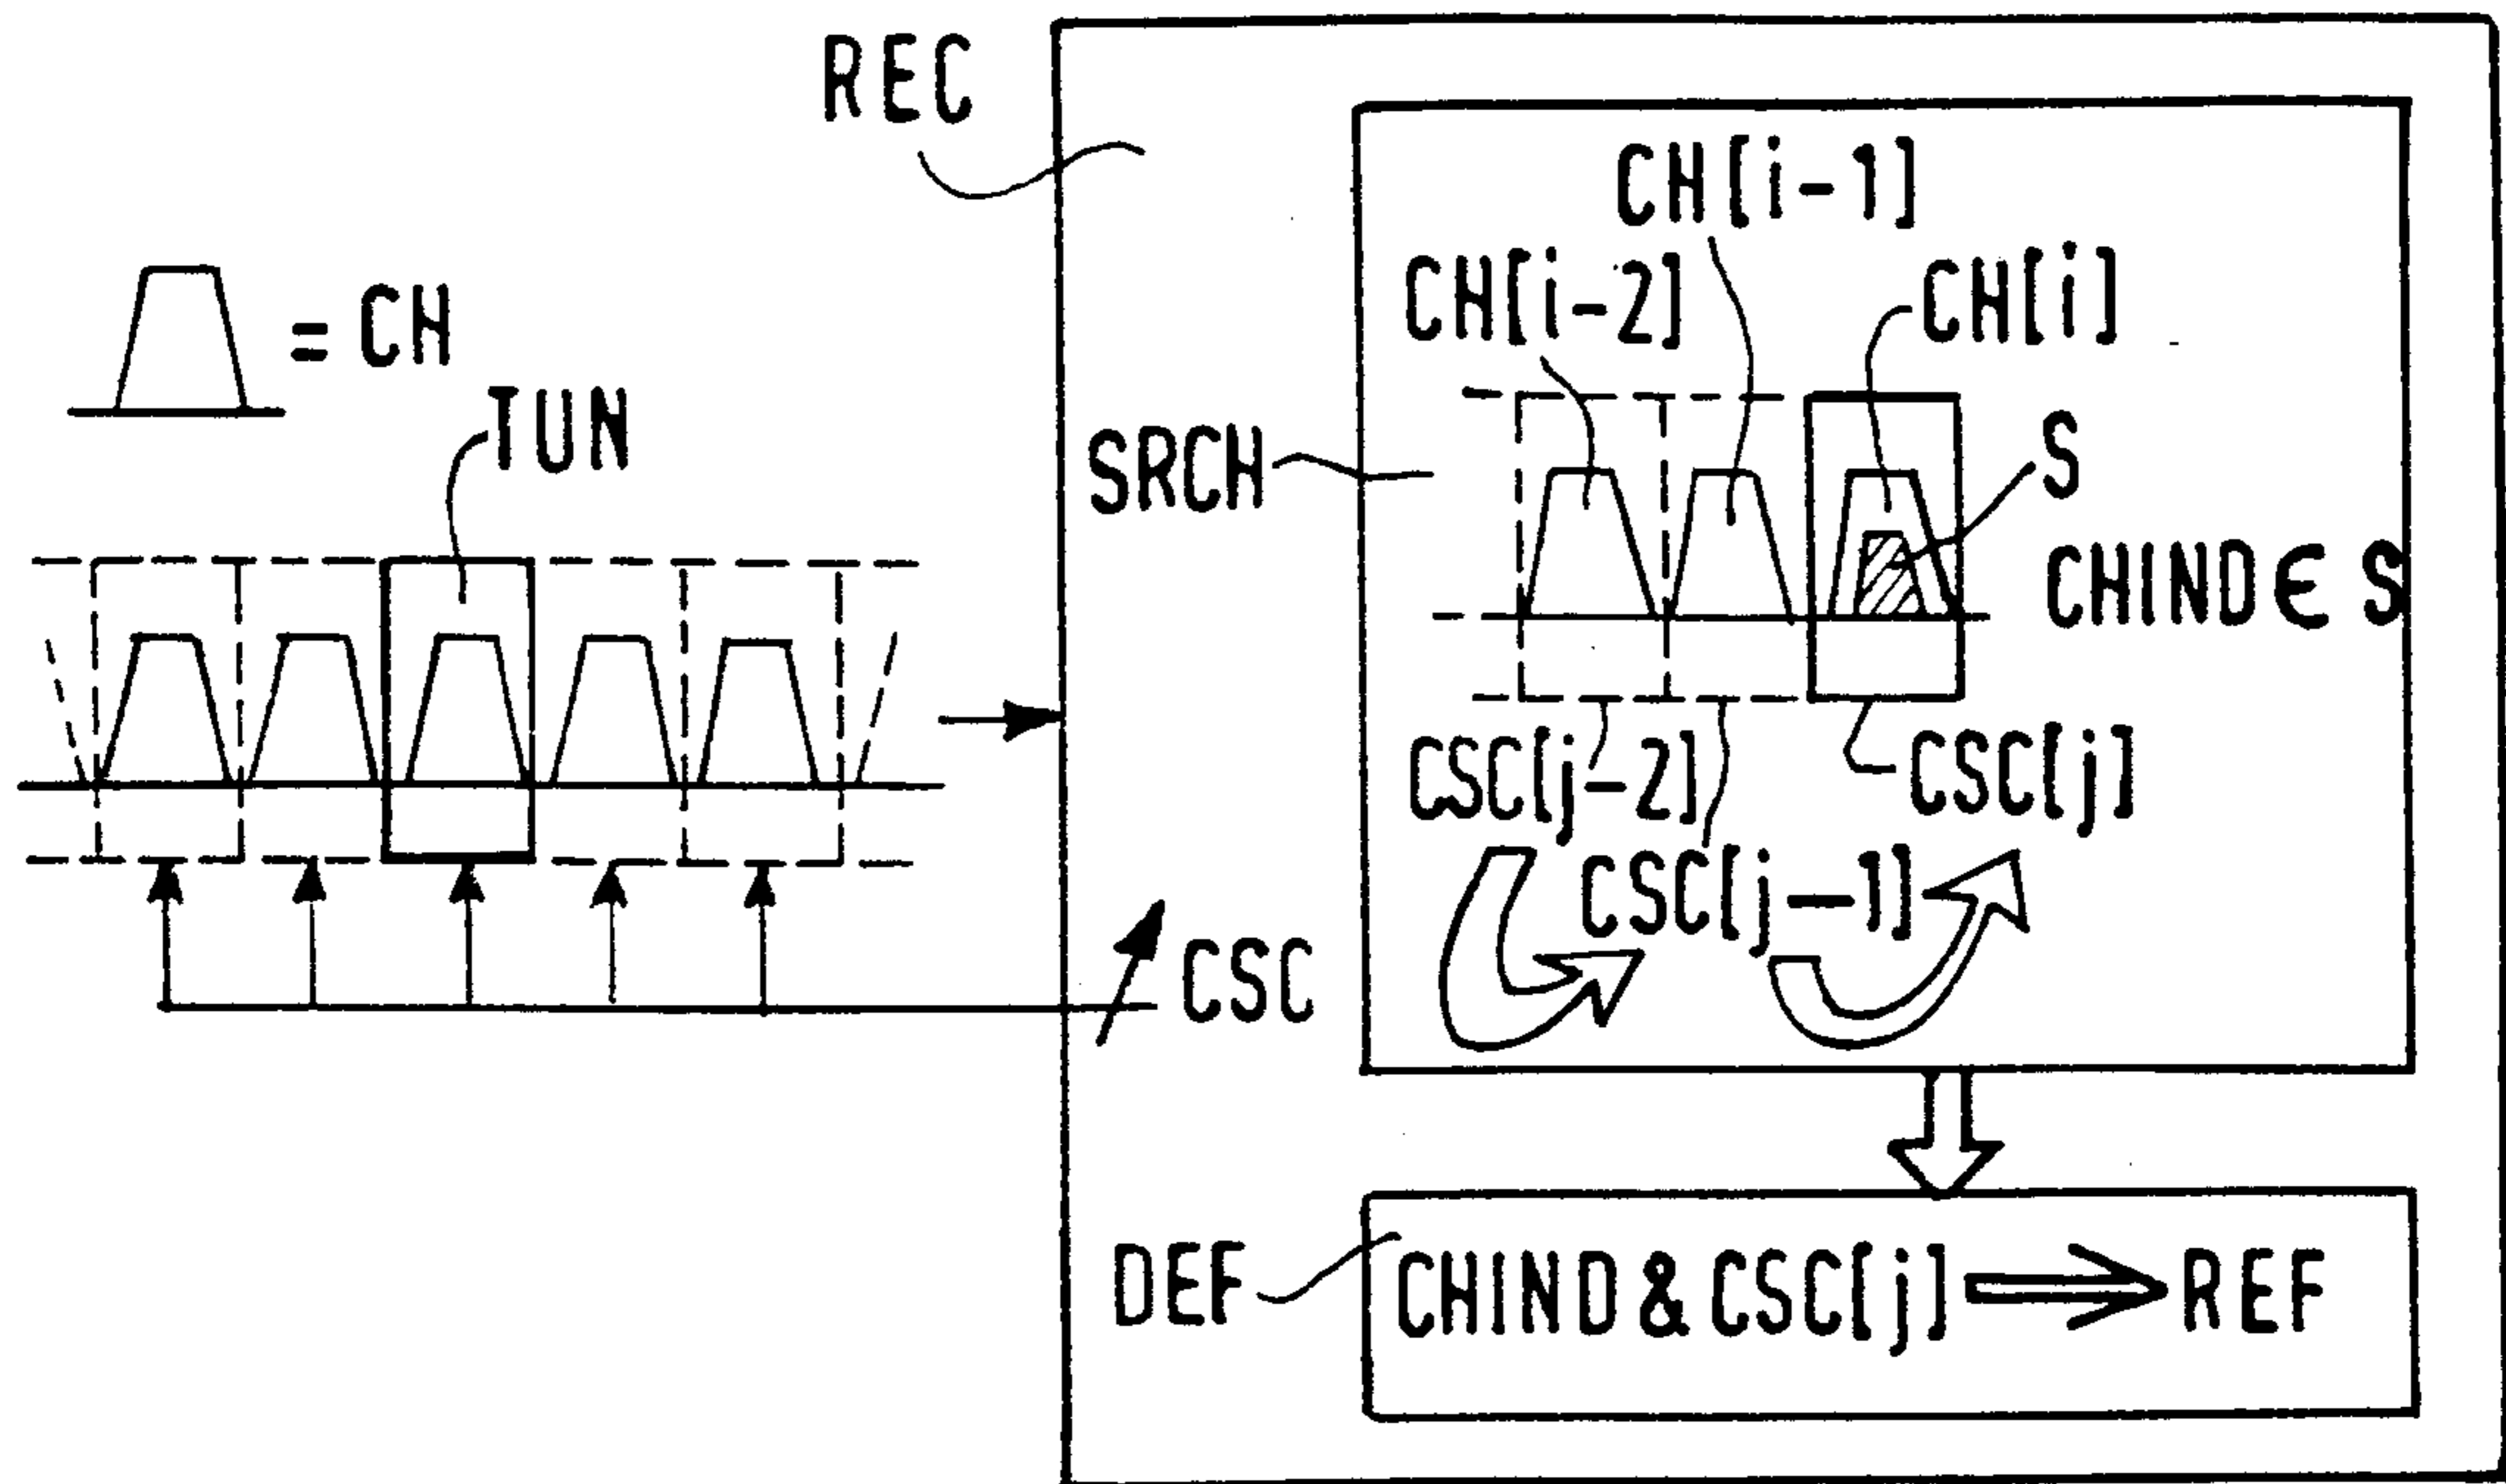 REC
= CH
TUN
CH[i-1]
CH[i-2]
CH[i]
SRCH
S
CHIND ∈ S
CSC[j-2]
CSC[j]
CSC[j-1]
CSC
DEF
CHIND & CSC[j] ⟹ REF